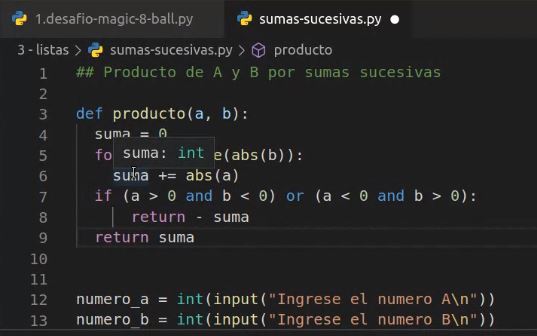 1.desafio-magic-8-ball.py sumas-sucesivas.py
3 - listas > sumas-sucesivas.py > producto
1 ## Producto de A y B por sumas sucesivas
2
3 def producto(a, b):
4 suma = 0
suma: int
5 fo e(abs(b)):
6 suma += abs(a)
7 if (a > 0 and b < 0) or (a < 0 and b > 0):
8 return - suma
9 return suma
10
11
12 numero_a = int(input("Ingrese el numero A\n"))
13 numero_b = int(input("Ingrese el numero B\n"))